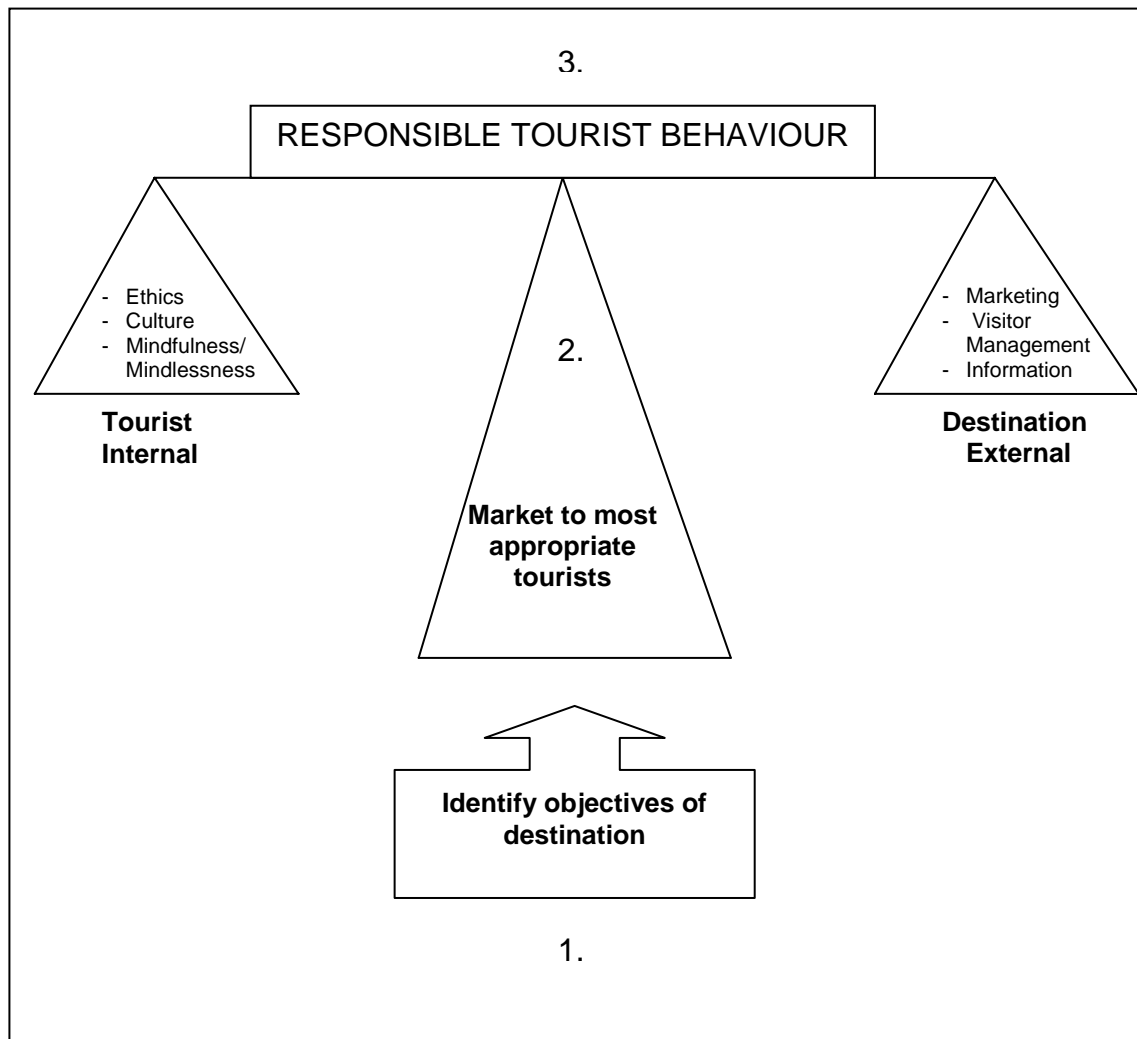 3.
RESPONSIBLE TOURIST BEHAVIOUR
- Ethics
- Culture
- Mindfulness/
Mindlessness
Tourist
Internal
2.
Market to most
appropriate
tourists
- Marketing
- Visitor
Management
- Information
Destination
External
Identify objectives of
destination
1.